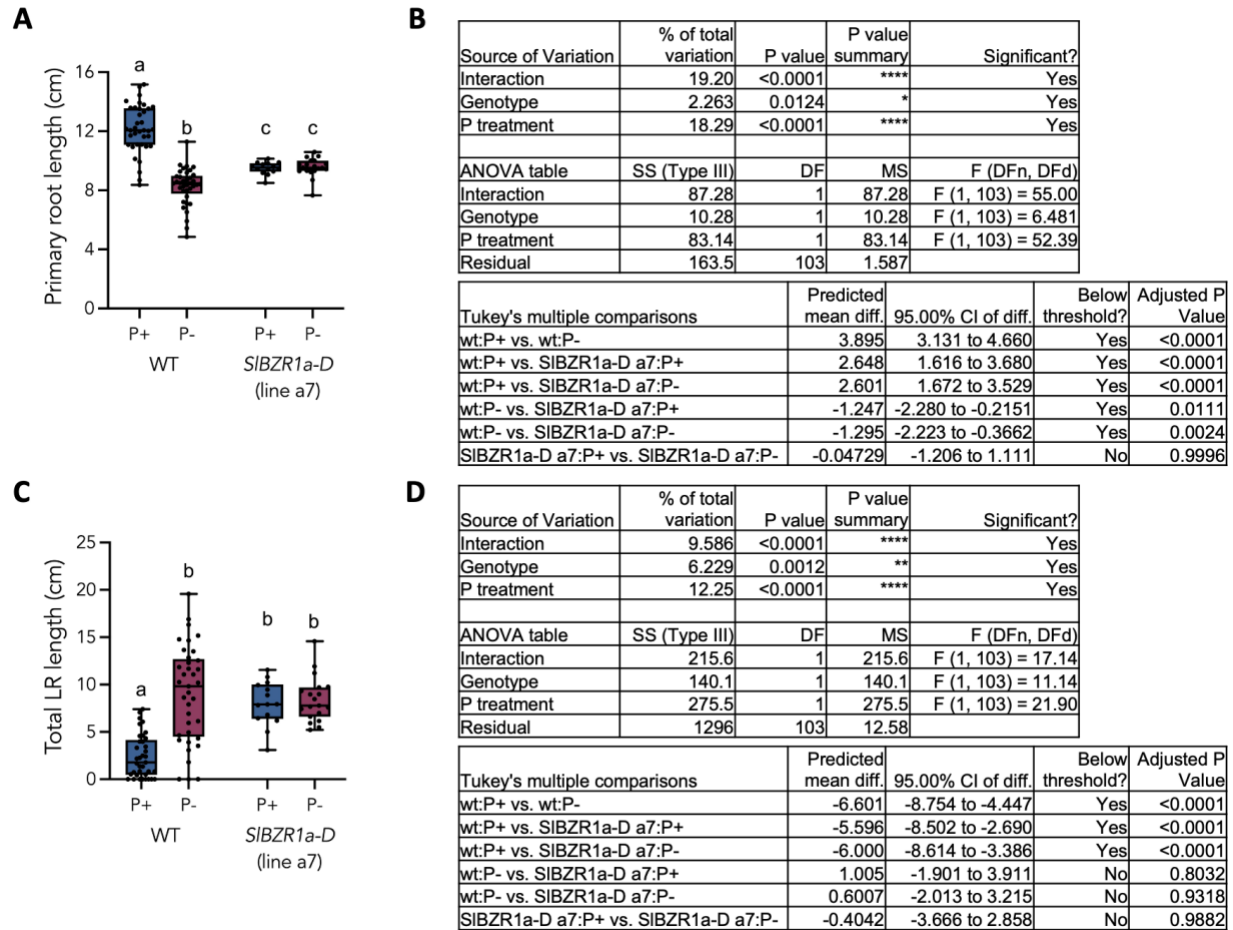 A
Primary root length (cm)
16
12
8
4
0
a
b
c
c
P+ P- P+ P-
WT SlBZR1a-D
(line a7)
B
Source of Variation % of total variation P value P value summary Significant?
Interaction 19.20 <0.0001 **** Yes
Genotype 2.263 0.0124 * Yes
P treatment 18.29 <0.0001 **** Yes
ANOVA table SS (Type III) DF MS F (DFn, DFd)
Interaction 87.28 1 87.28 F (1, 103) = 55.00
Genotype 10.28 1 10.28 F (1, 103) = 6.481
P treatment 83.14 1 83.14 F (1, 103) = 52.39
Residual 163.5 103 1.587
Tukey's multiple comparisons Predicted mean diff. 95.00% CI of diff. Below threshold? Adjusted P Value
wt:P+ vs. wt:P- 3.895 3.131 to 4.660 Yes <0.0001
wt:P+ vs. SlBZR1a-D a7:P+ 2.648 1.616 to 3.680 Yes <0.0001
wt:P+ vs. SlBZR1a-D a7:P- 2.601 1.672 to 3.529 Yes <0.0001
wt:P- vs. SlBZR1a-D a7:P+ -1.247 -2.280 to -0.2151 Yes 0.0111
wt:P- vs. SlBZR1a-D a7:P- -1.295 -2.223 to -0.3662 Yes 0.0024
SlBZR1a-D a7:P+ vs. SlBZR1a-D a7:P- -0.04729 -1.206 to 1.111 No 0.9996
C
Total LR length (cm)
25
20
15
10
5
0
a
b
b
b
P+ P- P+ P-
WT SlBZR1a-D
(line a7)
D
Source of Variation % of total variation P value P value summary Significant?
Interaction 9.586 <0.0001 **** Yes
Genotype 6.229 0.0012 ** Yes
P treatment 12.25 <0.0001 **** Yes
ANOVA table SS (Type III) DF MS F (DFn, DFd)
Interaction 215.6 1 215.6 F (1, 103) = 17.14
Genotype 140.1 1 140.1 F (1, 103) = 11.14
P treatment 275.5 1 275.5 F (1, 103) = 21.90
Residual 1296 103 12.58
Tukey's multiple comparisons Predicted mean diff. 95.00% CI of diff. Below threshold? Adjusted P Value
wt:P+ vs. wt:P- -6.601 -8.754 to -4.447 Yes <0.0001
wt:P+ vs. SlBZR1a-D a7:P+ -5.596 -8.502 to -2.690 Yes <0.0001
wt:P+ vs. SlBZR1a-D a7:P- -6.000 -8.614 to -3.386 Yes <0.0001
wt:P- vs. SlBZR1a-D a7:P+ 1.005 -1.901 to 3.911 No 0.8032
wt:P- vs. SlBZR1a-D a7:P- 0.6007 -2.013 to 3.215 No 0.9318
SlBZR1a-D a7:P+ vs. SlBZR1a-D a7:P- -0.4042 -3.666 to 2.858 No 0.9882